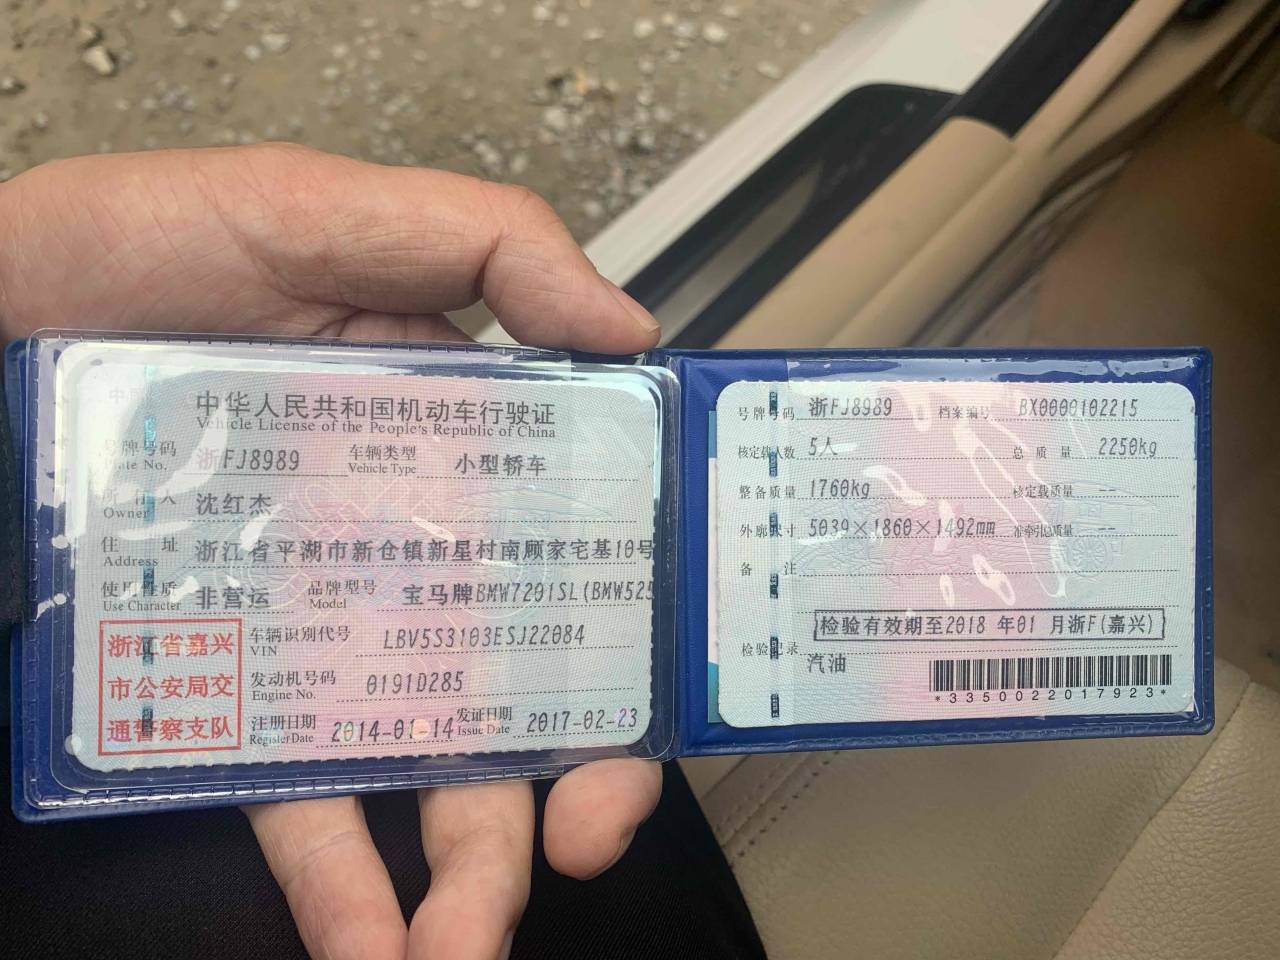 中华人民共和国机动车行驶证
Vehicle License of the People's Republic of China
号牌号码 浙FJ8989 车辆类型 小型轿车
Plate No. Vehicle Type
所有人 沈红杰
Owner
住 址 浙江省平湖市新仓镇新星村南顾家宅基10号
Address
使用性质 非营运 品牌型号 宝马牌BMW7201SL(BMW525
Use Character Model
浙江省嘉兴
市公安局交
通警察支队
车辆识别代号 LBV5S3103ESJ22084
VIN
发动机号码 0191D285
Engine No.
注册日期 2014-01-14 发证日期 2017-02-23
Register Date Issue Date
号牌号码 浙FJ8989 档案编号 BX0000102215
核定载人数 5人 总 质 量 2250kg
整备质量 1760kg 核定载质量 --
外廓尺寸 5039×1860×1492mm 准牵引总质量 --
备 注
检验有效期至2018 年01 月浙F(嘉兴)
检验记录
汽油
*3350022017923*